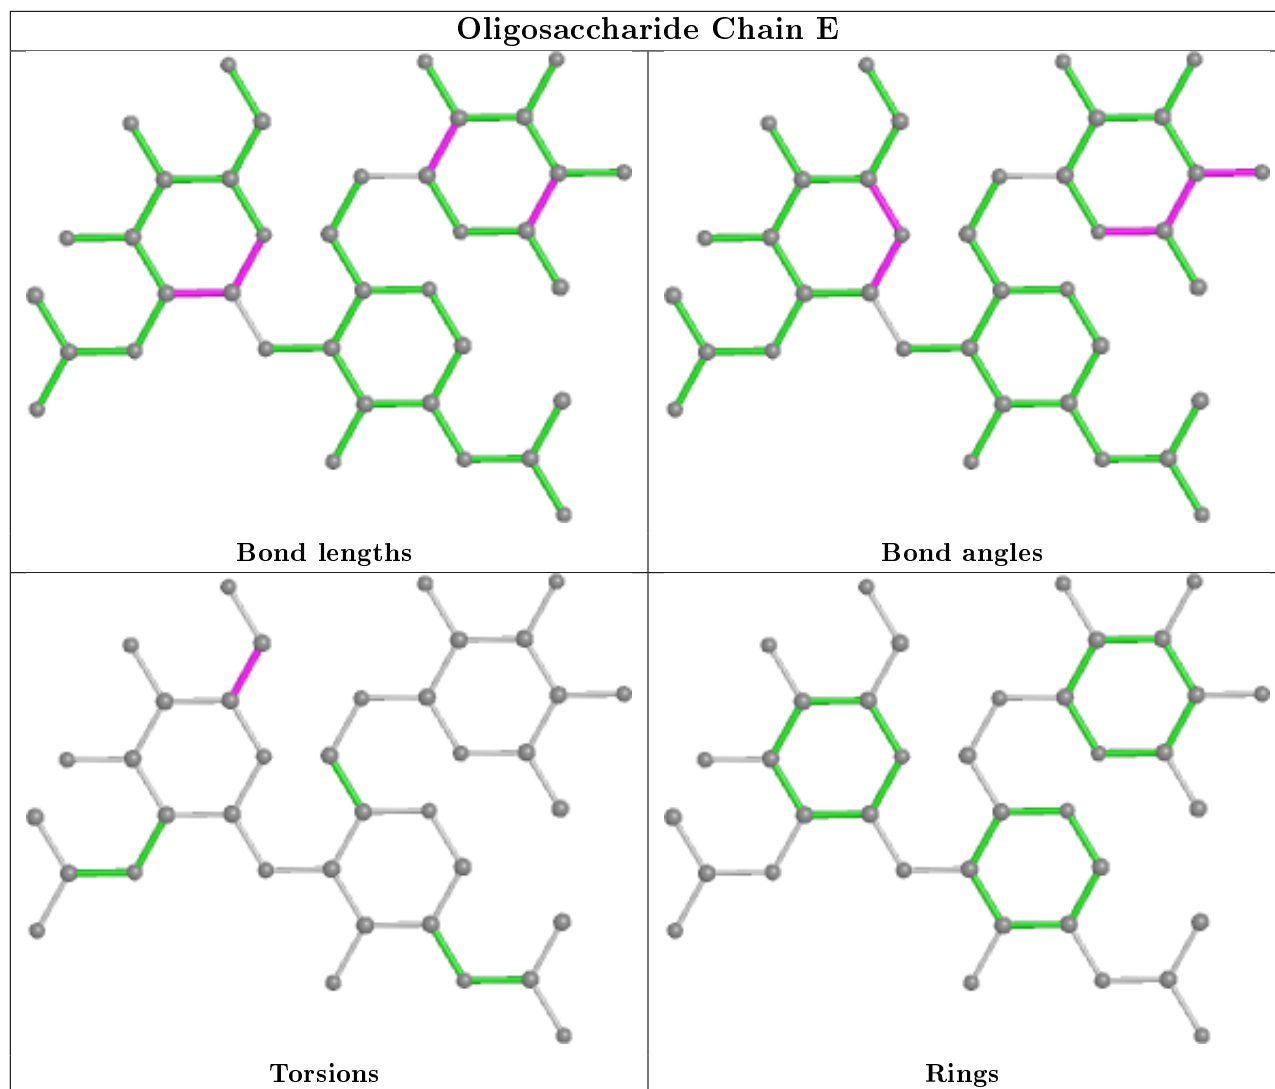 Oligosaccharide Chain E
Bond lengths
Bond angles
Torsions
Rings